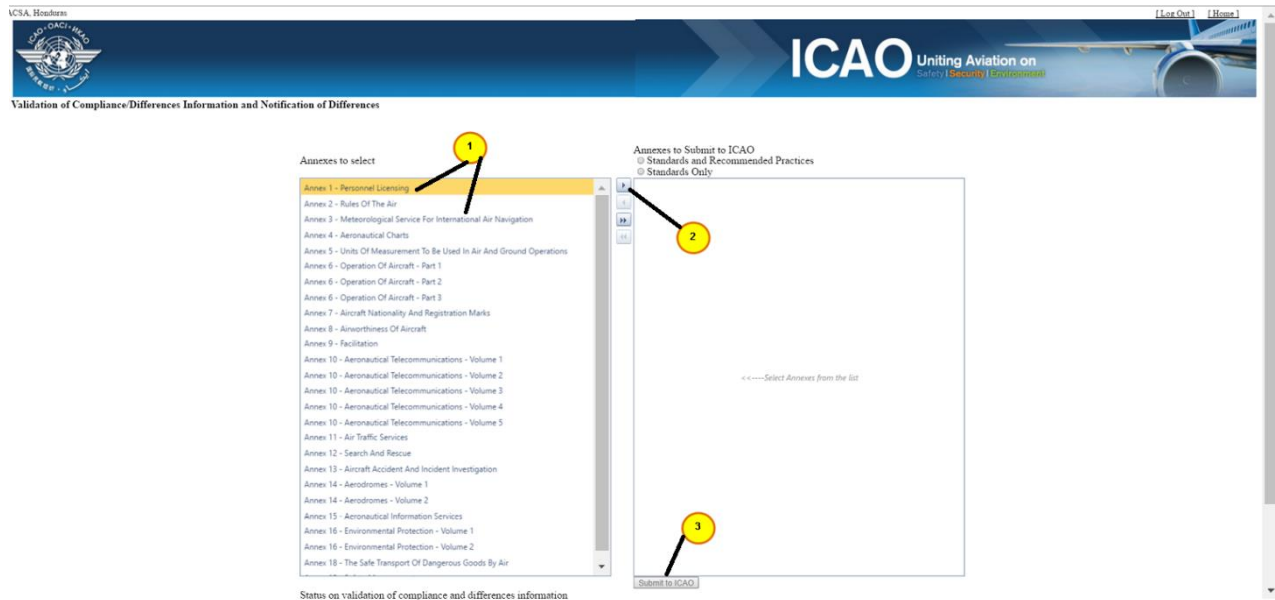 ACSA, Honduras
[ Log Out ] [ Home ]
ICAO · OACI · ИКАО
ICAO Uniting Aviation on
Safety | Security | Environment
Validation of Compliance/Differences Information and Notification of Differences
1
Annexes to select
Annexes to Submit to ICAO
Standards and Recommended Practices
Standards Only
Annex 1 - Personnel Licensing
Annex 2 - Rules Of The Air
Annex 3 - Meteorological Service For International Air Navigation
Annex 4 - Aeronautical Charts
2
Annex 5 - Units Of Measurement To Be Used In Air And Ground Operations
Annex 6 - Operation Of Aircraft - Part 1
Annex 6 - Operation Of Aircraft - Part 2
Annex 6 - Operation Of Aircraft - Part 3
Annex 7 - Aircraft Nationality And Registration Marks
Annex 8 - Airworthiness Of Aircraft
Annex 9 - Facilitation
Annex 10 - Aeronautical Telecommunications - Volume 1
Annex 10 - Aeronautical Telecommunications - Volume 2
<<----Select Annexes from the list
Annex 10 - Aeronautical Telecommunications - Volume 3
Annex 10 - Aeronautical Telecommunications - Volume 4
Annex 10 - Aeronautical Telecommunications - Volume 5
Annex 11 - Air Traffic Services
Annex 12 - Search And Rescue
Annex 13 - Aircraft Accident And Incident Investigation
Annex 14 - Aerodromes - Volume 1
Annex 14 - Aerodromes - Volume 2
Annex 15 - Aeronautical Information Services
Annex 16 - Environmental Protection - Volume 1
3
Annex 16 - Environmental Protection - Volume 2
Annex 18 - The Safe Transport Of Dangerous Goods By Air
Submit to ICAO
Status on validation of compliance and differences information